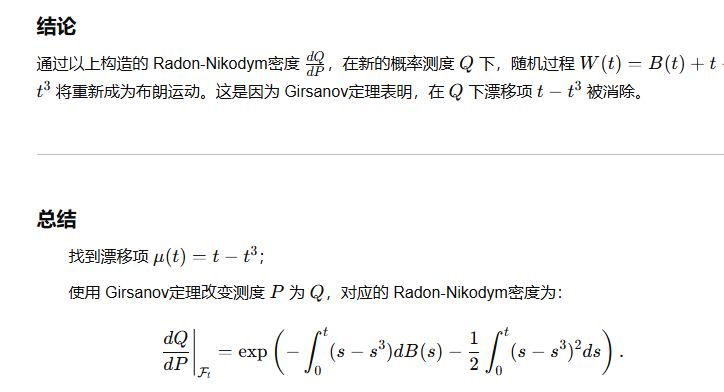 结论
通过以上构造的 Radon-Nikodym密度 $\frac{dQ}{dP}$，在新的概率测度 $Q$ 下，随机过程 $W(t) = B(t) + t -$
$t^3$ 将重新成为布朗运动。这是因为 Girsanov定理表明，在 $Q$ 下漂移项 $t - t^3$ 被消除。
总结
找到漂移项 $\mu(t) = t - t^3$；
使用 Girsanov定理改变测度 $P$ 为 $Q$，对应的 Radon-Nikodym密度为：
$\left.\frac{dQ}{dP}\right|_{\mathcal{F}_t} = \exp\left(-\int_0^t (s - s^3)dB(s) - \frac{1}{2}\int_0^t (s - s^3)^2 ds\right).$